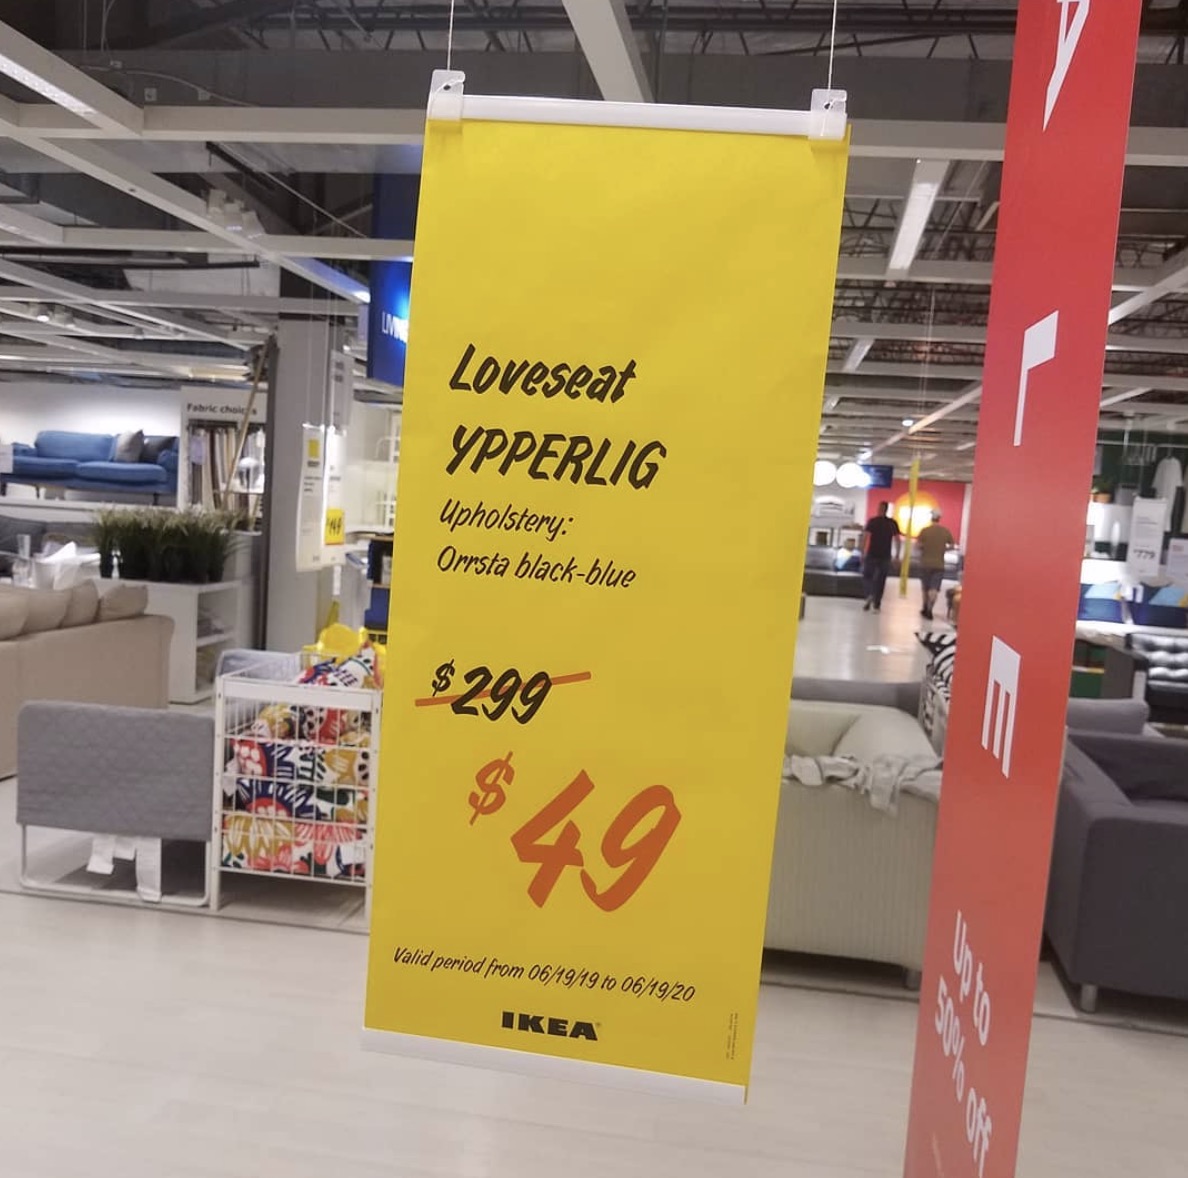 Loveseat
YPPERLIG
Upholstery:
Orrsta black-blue
$299
$49
Valid period from 06/19/19 to 06/19/20
IKEA
Up to
50% off
Fabric choices
$779